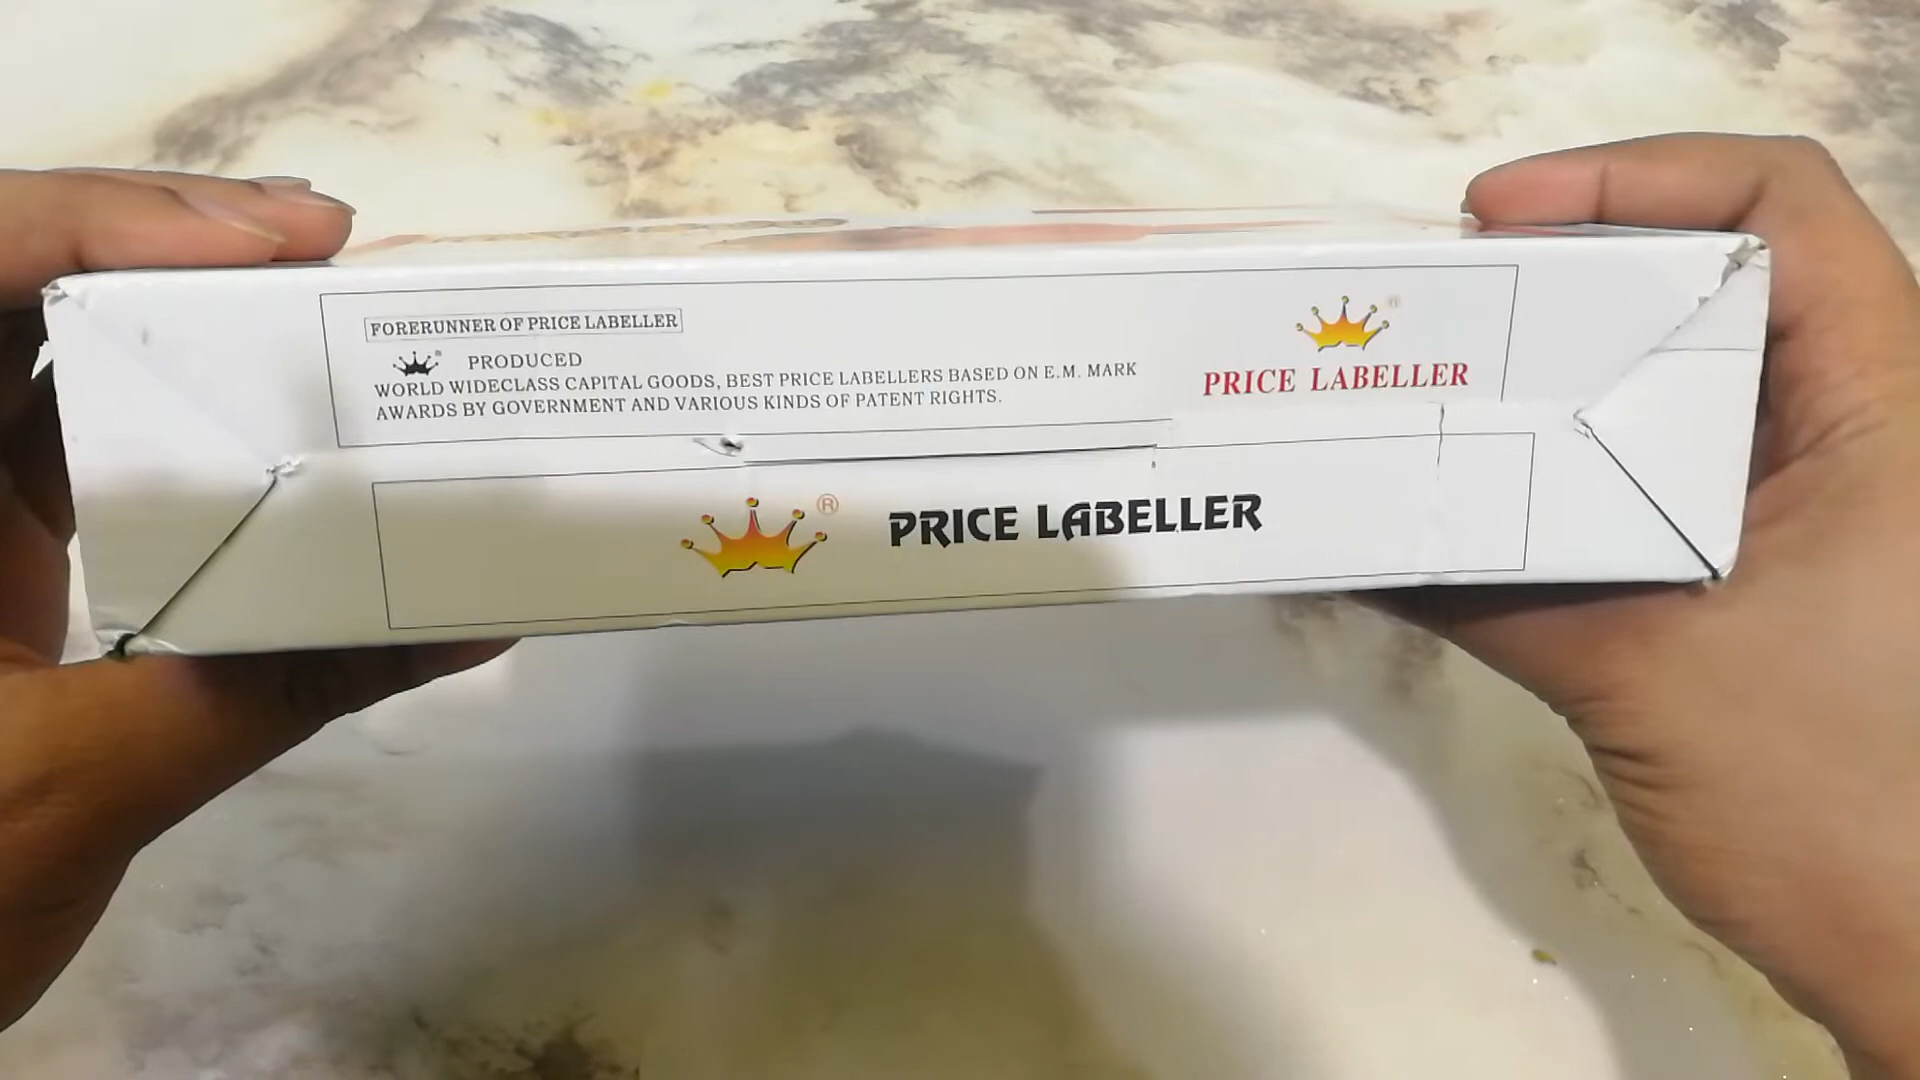 FORERUNNER OF PRICE LABELLER
® PRODUCED
WORLD WIDECLASS CAPITAL GOODS, BEST PRICE LABELLERS BASED ON E.M. MARK
AWARDS BY GOVERNMENT AND VARIOUS KINDS OF PATENT RIGHTS.
®
PRICE LABELLER
® PRICE LABELLER